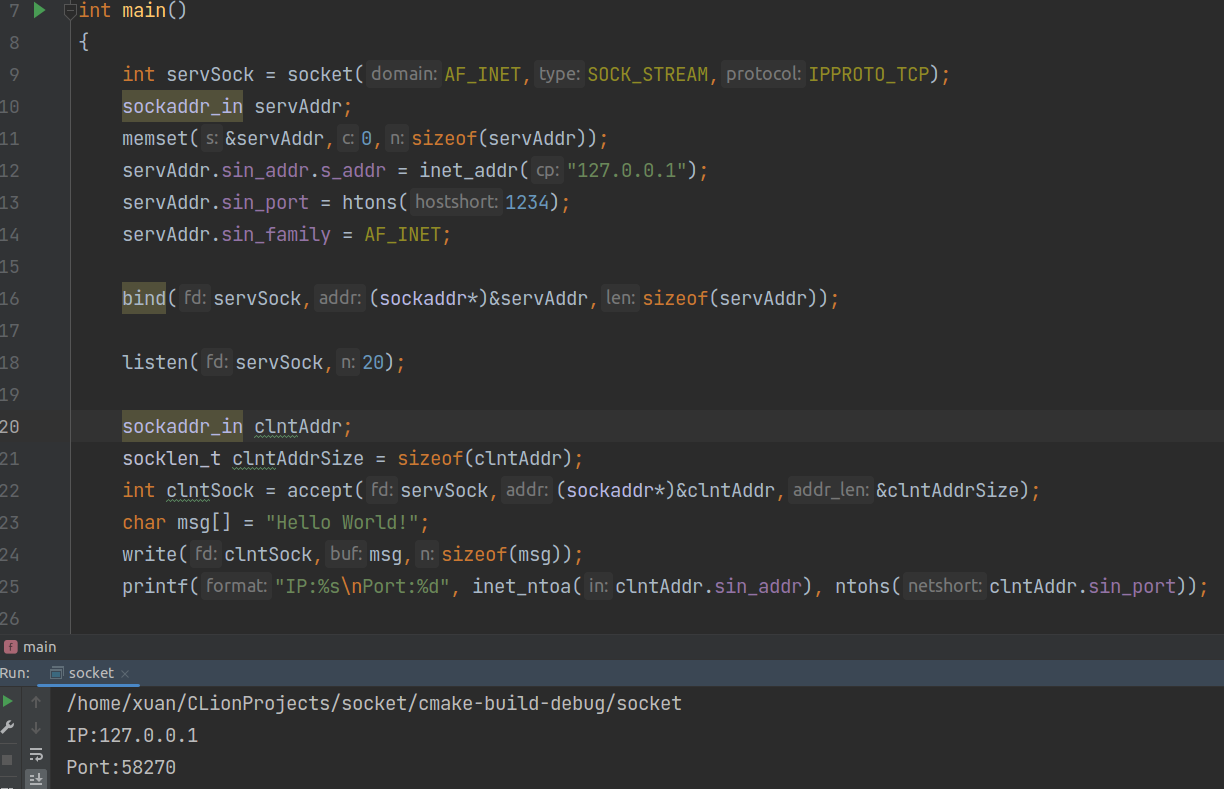 7 int main()
8 {
9 int servSock = socket( domain: AF_INET, type: SOCK_STREAM, protocol: IPPROTO_TCP);
10 sockaddr_in servAddr;
11 memset( s: &servAddr, c: 0, n: sizeof(servAddr));
12 servAddr.sin_addr.s_addr = inet_addr( cp: "127.0.0.1");
13 servAddr.sin_port = htons( hostshort: 1234);
14 servAddr.sin_family = AF_INET;
15
16 bind( fd: servSock, addr: (sockaddr*)&servAddr, len: sizeof(servAddr));
17
18 listen( fd: servSock, n: 20);
19
20 sockaddr_in clntAddr;
21 socklen_t clntAddrSize = sizeof(clntAddr);
22 int clntSock = accept( fd: servSock, addr: (sockaddr*)&clntAddr, addr_len: &clntAddrSize);
23 char msg[] = "Hello World!";
24 write( fd: clntSock, buf: msg, n: sizeof(msg));
25 printf( format: "IP:%s\nPort:%d", inet_ntoa( in: clntAddr.sin_addr), ntohs( netshort: clntAddr.sin_port));
26
f main
Run: socket ×
/home/xuan/CLionProjects/socket/cmake-build-debug/socket
IP:127.0.0.1
Port:58270